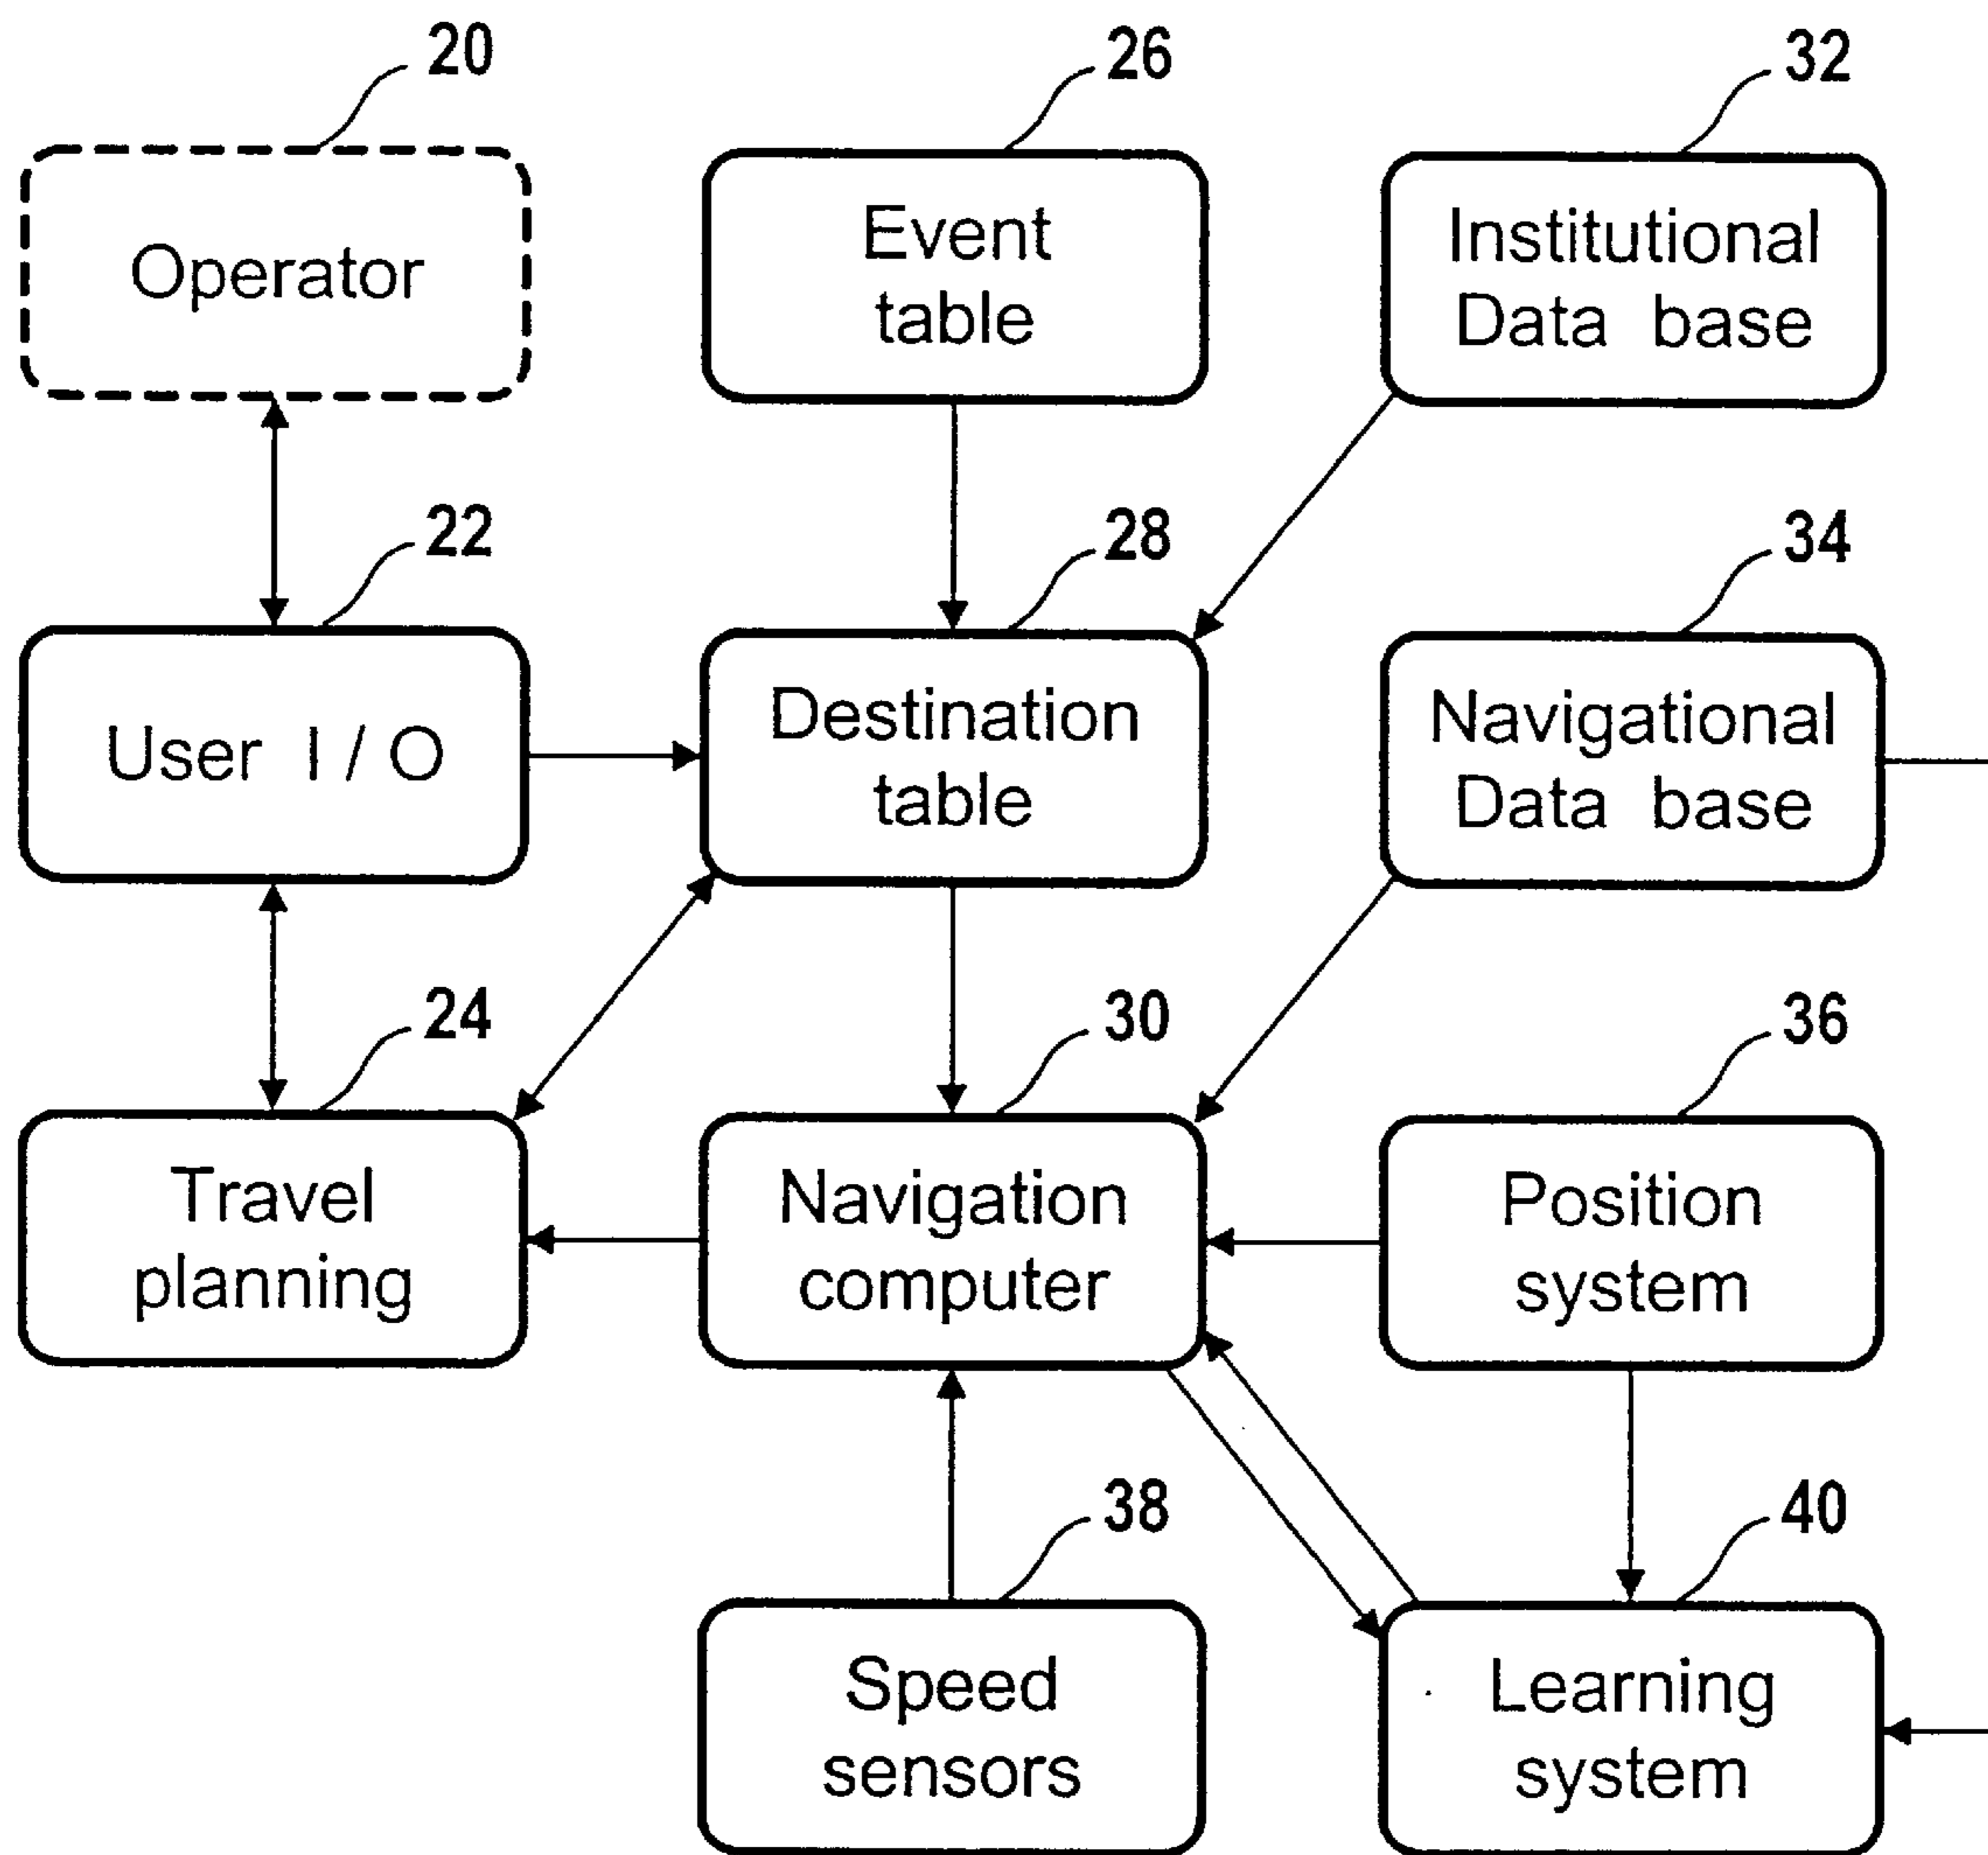 20
26
32
Operator
Event
table
Institutional
Data base
22
28
34
User I / O
Destination
table
Navigational
Data base
24
30
36
Travel
planning
Navigation
computer
Position
system
38
40
Speed
sensors
Learning
system